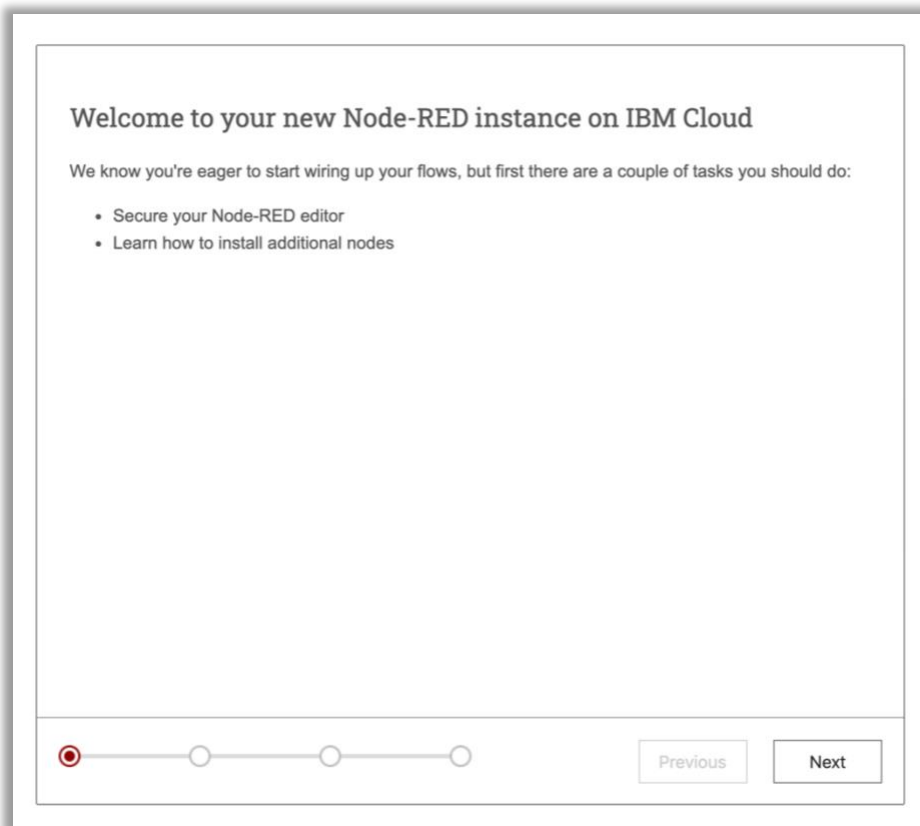 Welcome to your new Node-RED instance on IBM Cloud
We know you're eager to start wiring up your flows, but first there are a couple of tasks you should do:
• Secure your Node-RED editor
• Learn how to install additional nodes
Previous
Next